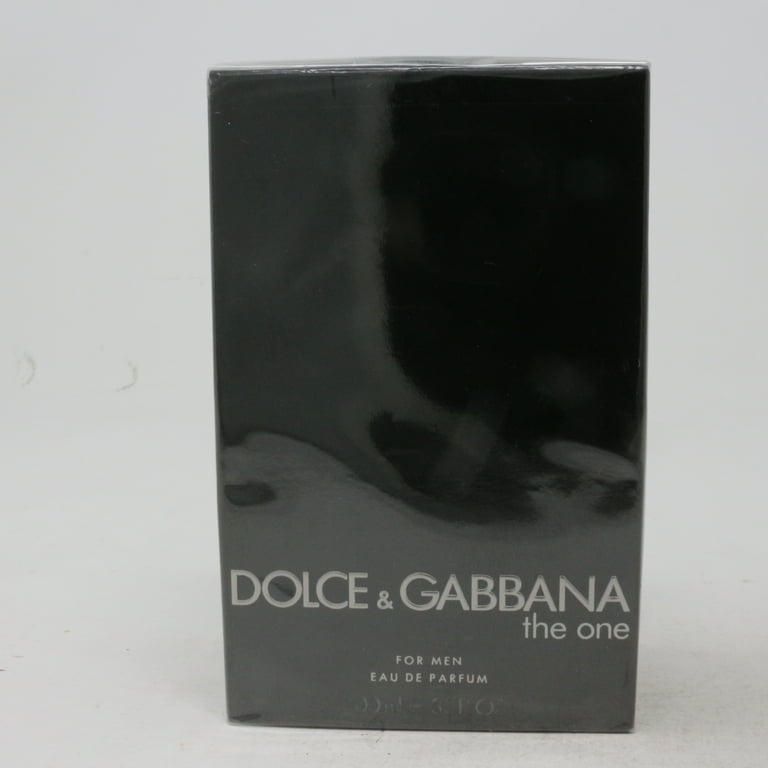 DOLCE & GABBANA
the one
FOR MEN
EAU DE PARFUM